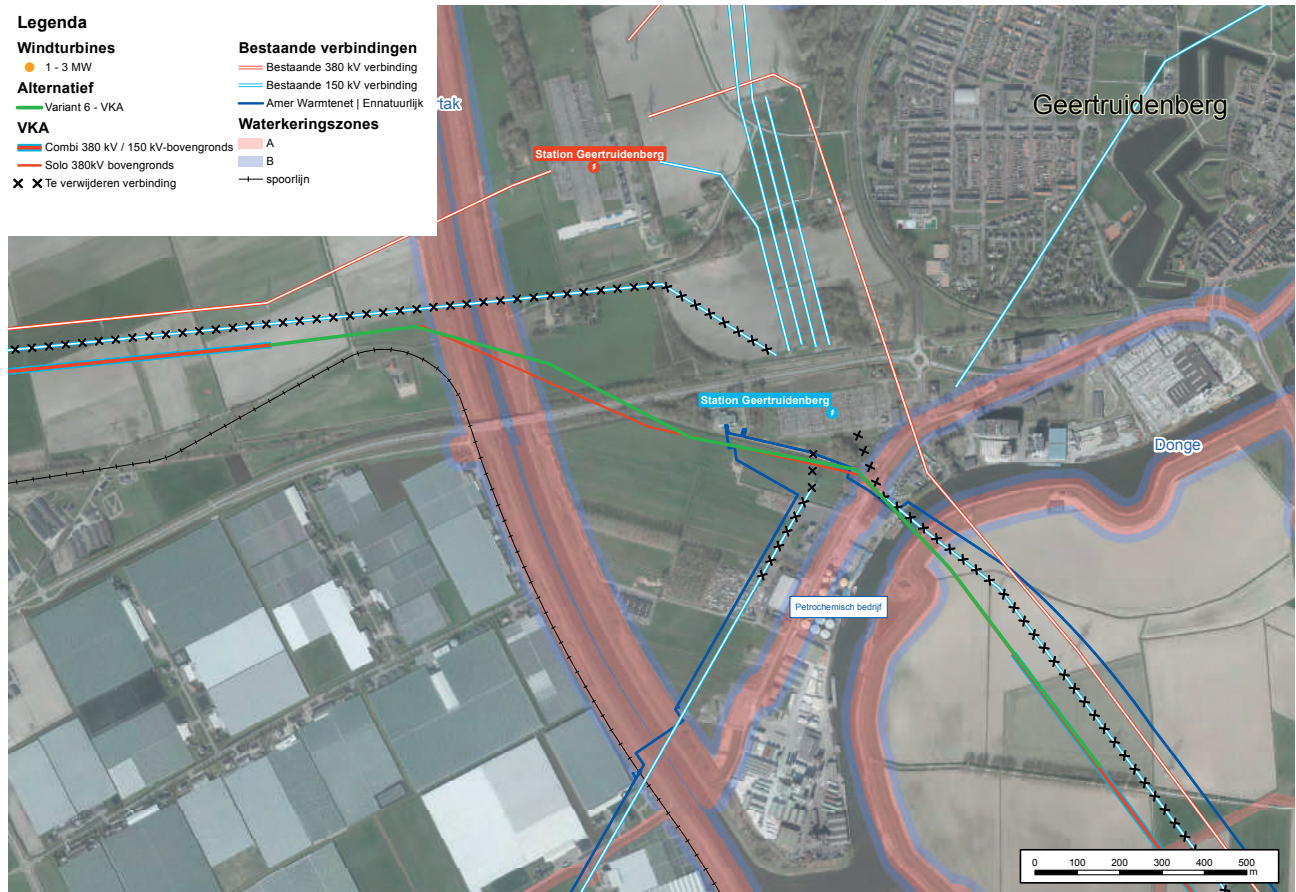 Legenda
Windturbines
1 - 3 MW
Alternatief
Variant 6 - VKA
VKA
Combi 380 kV / 150 kV-bovengronds
Solo 380kV bovengronds
Te verwijderen verbinding
Bestaande verbindingen
Bestaande 380 kV verbinding
Bestaande 150 kV verbinding
Amer Warmtenet | Ennatuurlijk
Waterkeringszones
A
B
spoorlijn
rtak
Geertruidenberg
Station Geertruidenberg
Station Geertruidenberg
Donge
Petrochemisch bedrijf
0 100 200 300 400 500
m